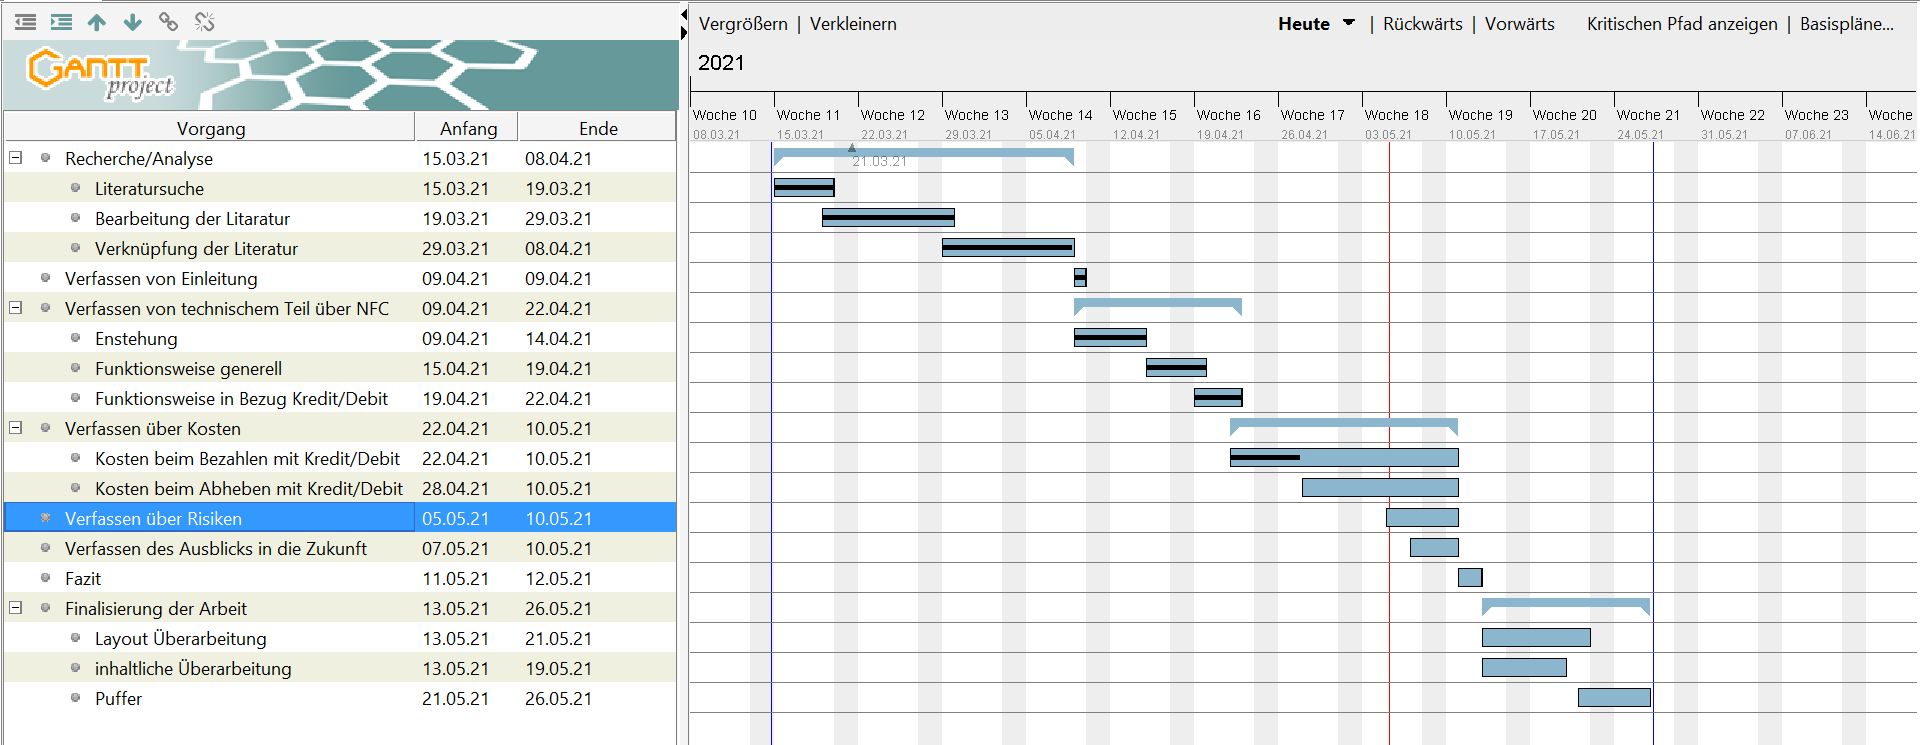 Vergrößern | Verkleinern
Heute | Rückwärts | Vorwärts Kritischen Pfad anzeigen | Basispläne...
GANTT project
2021
Woche 10 Woche 11 Woche 12 Woche 13 Woche 14 Woche 15 Woche 16 Woche 17 Woche 18 Woche 19 Woche 20 Woche 21 Woche 22 Woche 23 Woche
08.03.21 15.03.21 22.03.21 29.03.21 05.04.21 12.04.21 19.04.21 26.04.21 03.05.21 10.05.21 17.05.21 24.05.21 31.05.21 07.06.21 14.06.21
Vorgang Anfang Ende
Recherche/Analyse 15.03.21 08.04.21
21.03.21
Literatursuche 15.03.21 19.03.21
Bearbeitung der Litaratur 19.03.21 29.03.21
Verknüpfung der Literatur 29.03.21 08.04.21
Verfassen von Einleitung 09.04.21 09.04.21
Verfassen von technischem Teil über NFC 09.04.21 22.04.21
Enstehung 09.04.21 14.04.21
Funktionsweise generell 15.04.21 19.04.21
Funktionsweise in Bezug Kredit/Debit 19.04.21 22.04.21
Verfassen über Kosten 22.04.21 10.05.21
Kosten beim Bezahlen mit Kredit/Debit 22.04.21 10.05.21
Kosten beim Abheben mit Kredit/Debit 28.04.21 10.05.21
Verfassen über Risiken 05.05.21 10.05.21
Verfassen des Ausblicks in die Zukunft 07.05.21 10.05.21
Fazit 11.05.21 12.05.21
Finalisierung der Arbeit 13.05.21 26.05.21
Layout Überarbeitung 13.05.21 21.05.21
inhaltliche Überarbeitung 13.05.21 19.05.21
Puffer 21.05.21 26.05.21